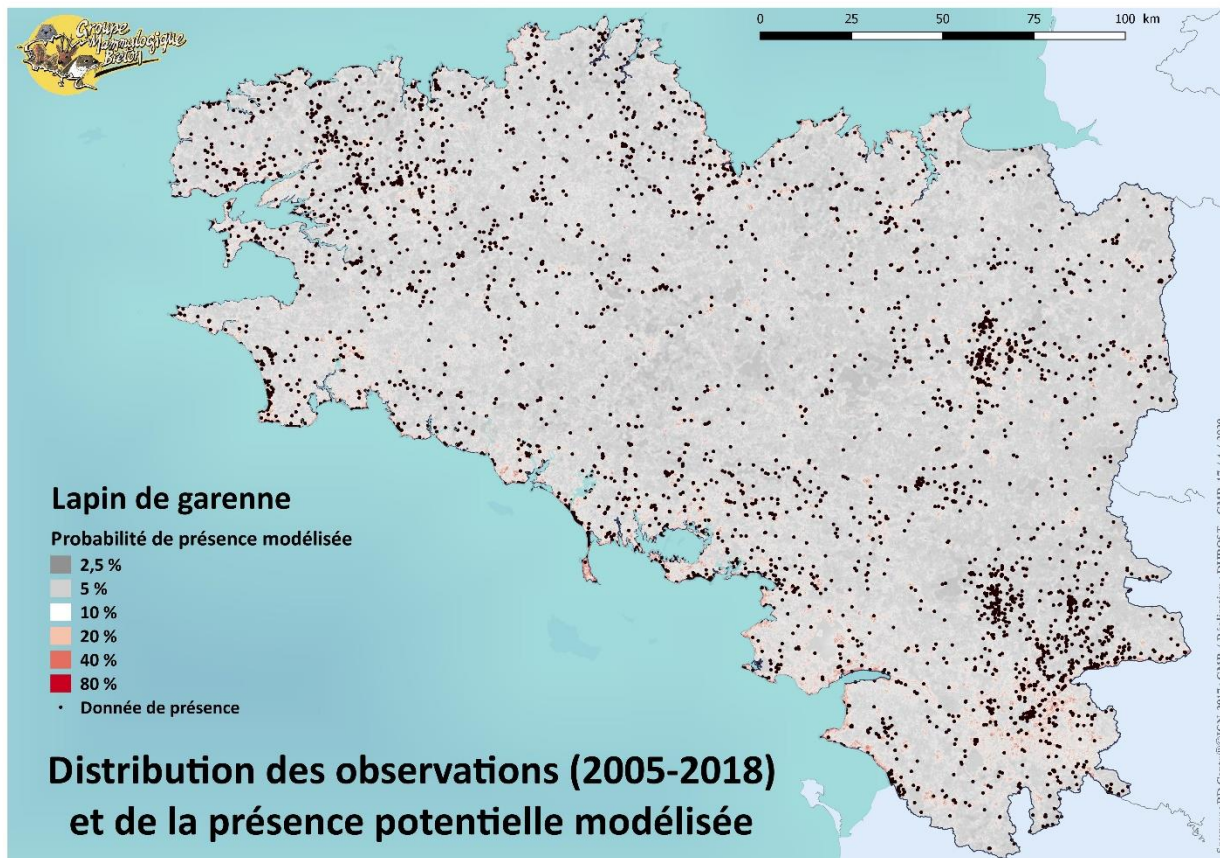 Groupe
Mammalogique
Breton
0 25 50 75 100 km
Lapin de garenne
Probabilité de présence modélisée
2,5 %
5 %
10 %
20 %
40 %
80 %
Donnée de présence
Distribution des observations (2005-2018)
et de la présence potentielle modélisée